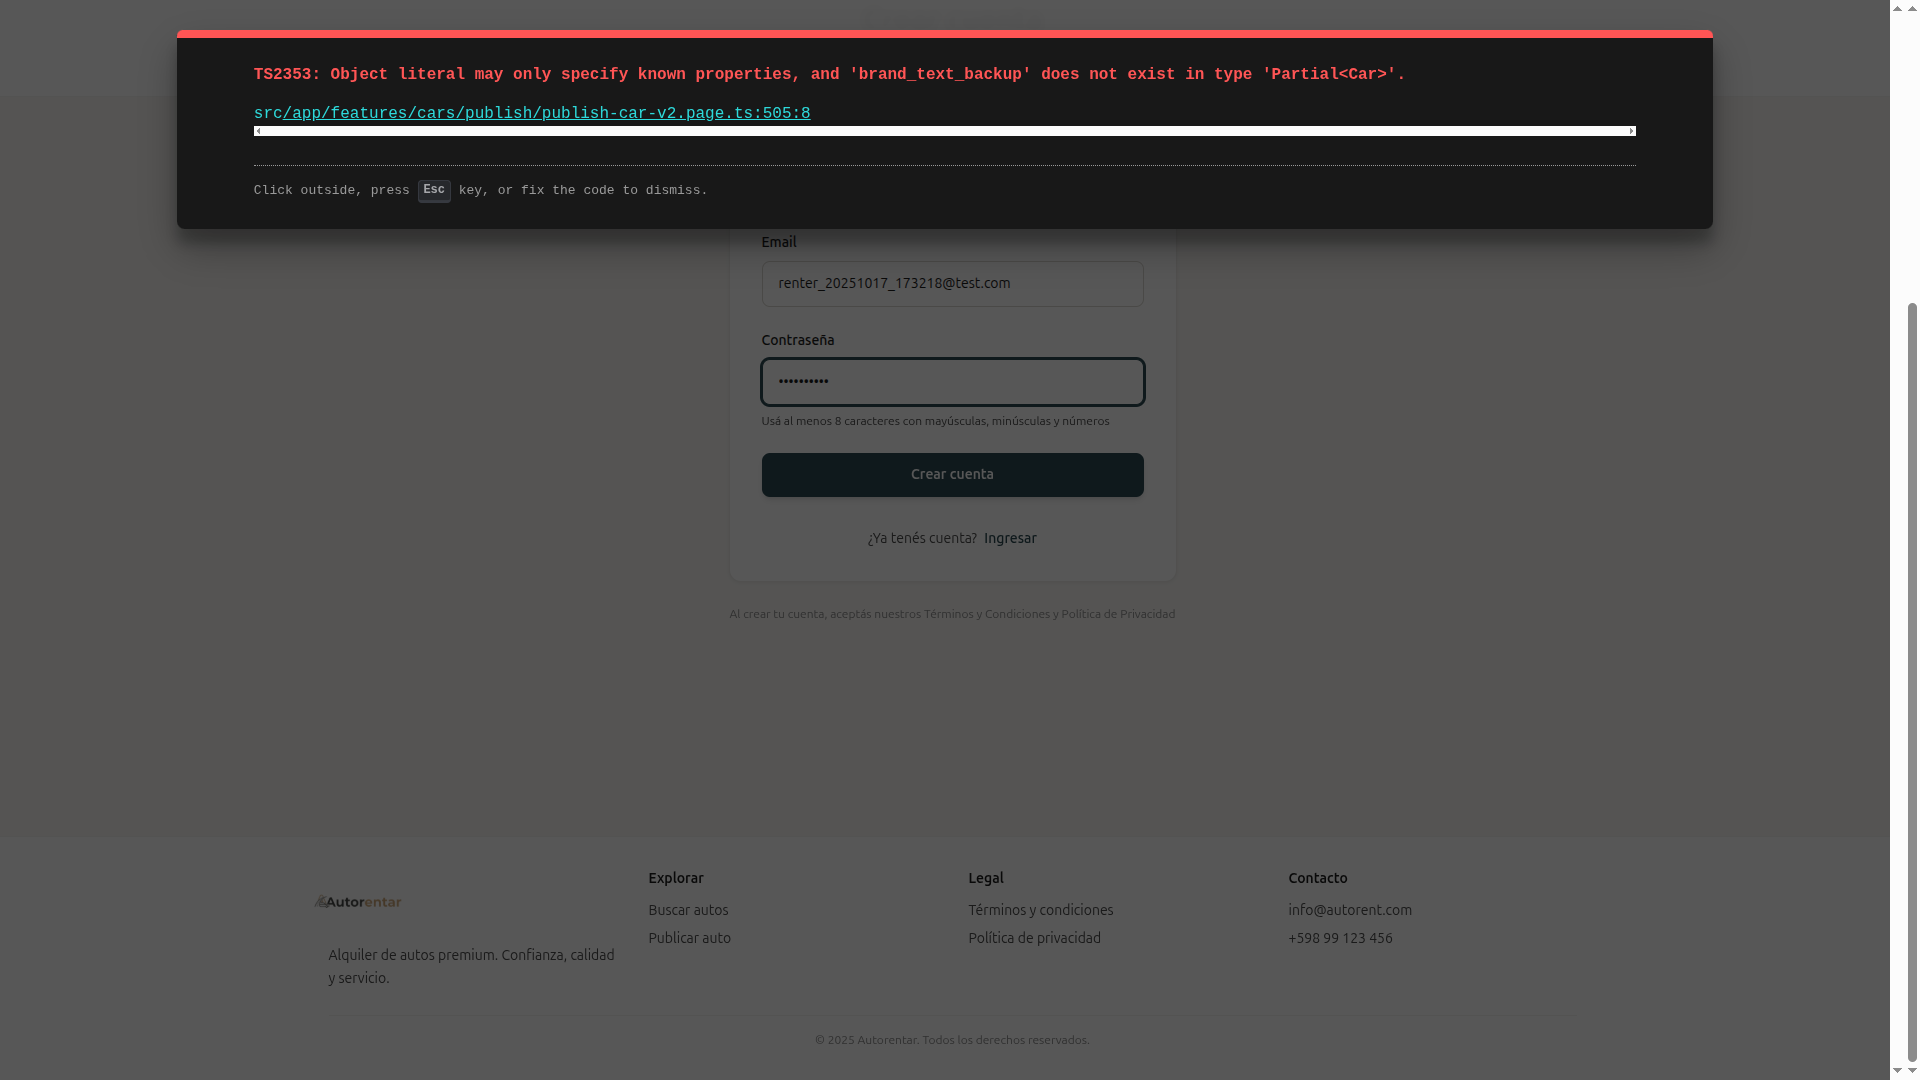 TS2353: Object literal may only specify known properties, and 'brand_text_backup' does not exist in type 'Partial<Car>'.
src/app/features/cars/publish/publish-car-v2.page.ts:505:8
Click outside, press Esc key, or fix the code to dismiss.
Email
renter_20251017_173218@test.com
Contraseña
••••••••••
Usá al menos 8 caracteres con mayúsculas, minúsculas y números
Crear cuenta
¿Ya tenés cuenta? Ingresar
Al crear tu cuenta, aceptás nuestros Términos y Condiciones y Política de Privacidad
Autorentar
Alquiler de autos premium. Confianza, calidad
y servicio.
Explorar
Buscar autos
Publicar auto
Legal
Términos y condiciones
Política de privacidad
Contacto
info@autorent.com
+598 99 123 456
© 2025 Autorentar. Todos los derechos reservados.